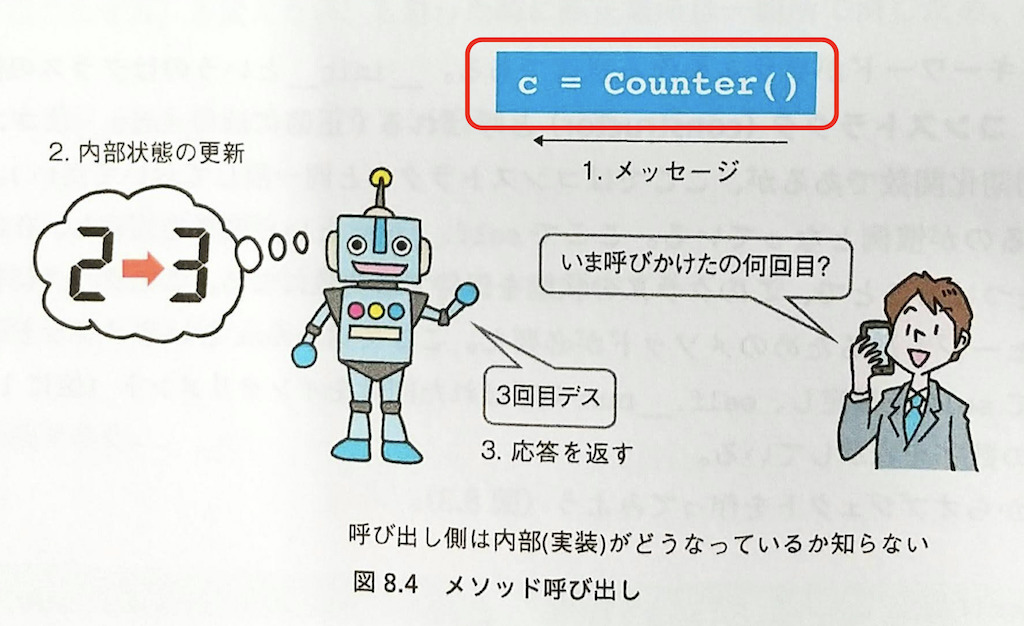 c = Counter()
1. メッセージ
2. 内部状態の更新
2 3
いま呼びかけたの何回目?
3回目デス
3. 応答を返す
呼び出し側は内部(実装)がどうなっているか知らない
図 8.4 メソッド呼び出し